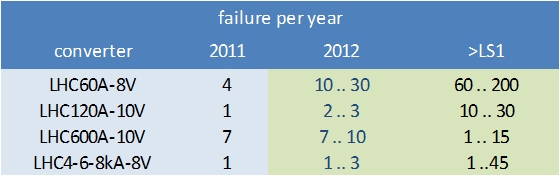 failure per year
converter 2011 2012 >LS1
LHC60A-8V 4 10 .. 30 60 .. 200
LHC120A-10V 1 2 .. 3 10 .. 30
LHC600A-10V 7 7 .. 10 1 .. 15
LHC4-6-8kA-8V 1 1 .. 3 1 ..45